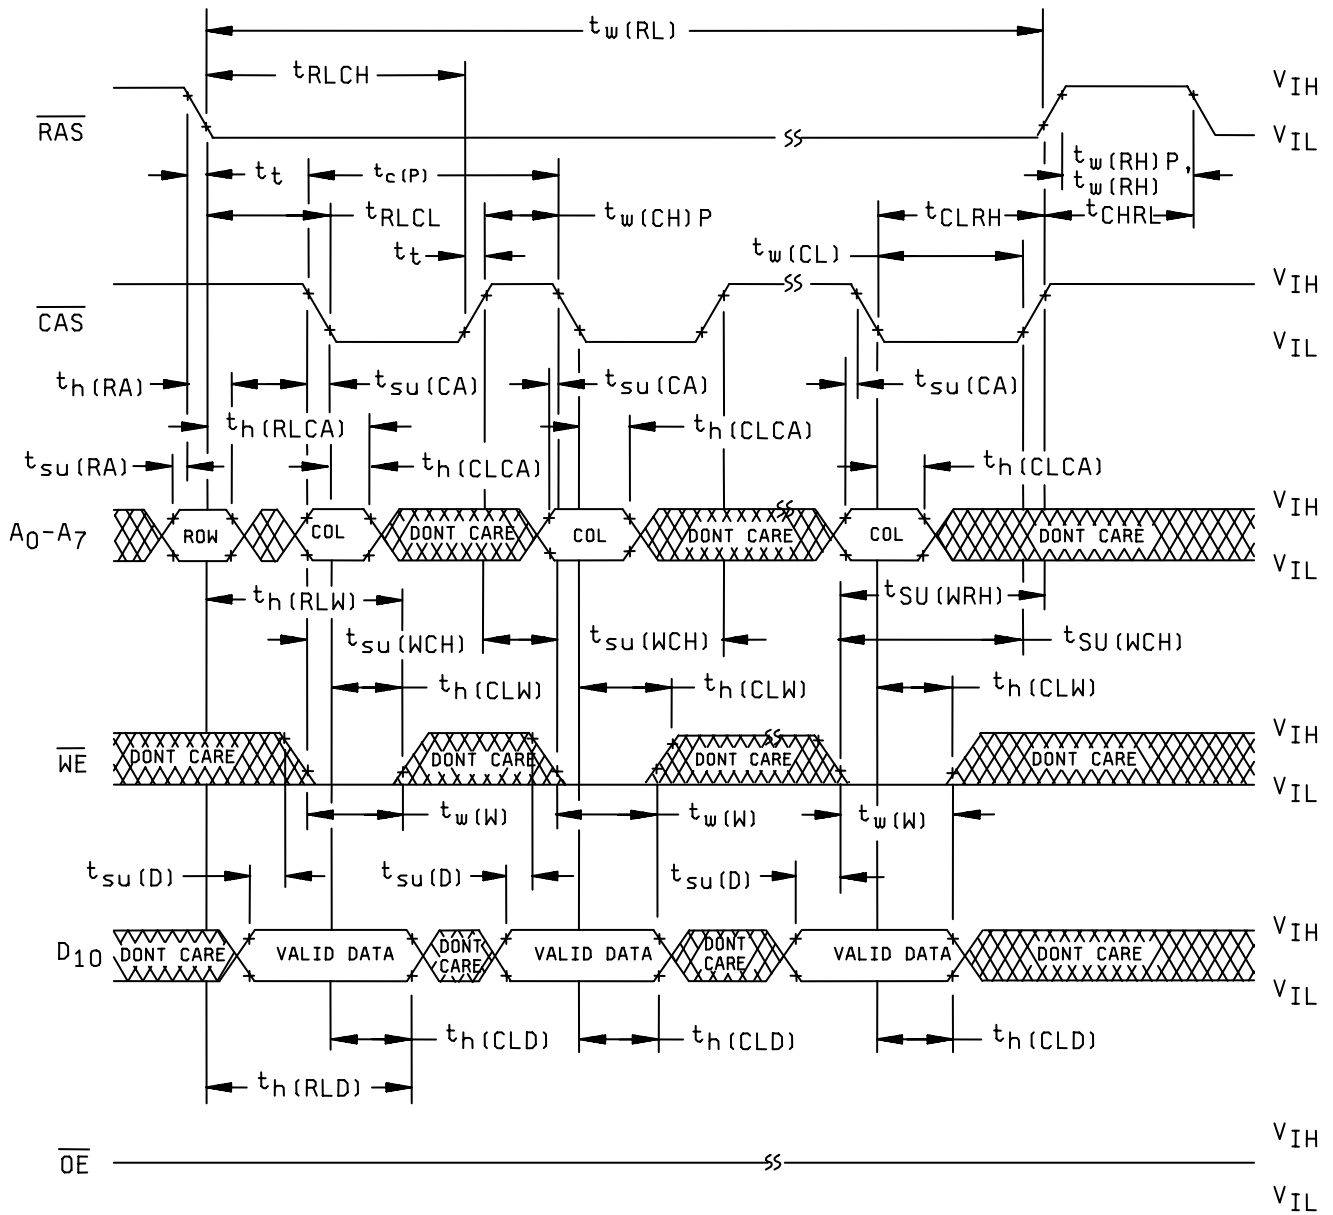 tw(RL)
tRLCH
VIH
RAS
VIL
tt
tc(P)
tw(RH)P,
tw(RH)
tRLCL
tw(CH)P
tCLRH
tCHRL
tt
tw(CL)
VIH
CAS
VIL
th(RA)
tsu(CA)
tsu(CA)
tsu(CA)
th(RLCA)
th(CLCA)
tsu(RA)
th(CLCA)
th(CLCA)
VIH
A0-A7
ROW
COL
DONT CARE
COL
DONT CARE
COL
DONT CARE
VIL
th(RLW)
tSU(WRH)
tsu(WCH)
tsu(WCH)
tSU(WCH)
th(CLW)
th(CLW)
th(CLW)
VIH
WE
DONT CARE
DONT CARE
DONT CARE
DONT CARE
VIL
tw(W)
tw(W)
tw(W)
tsu(D)
tsu(D)
tsu(D)
VIH
D10
DONT CARE
VALID DATA
DONT
CARE
VALID DATA
DONT
CARE
VALID DATA
DONT CARE
VIL
th(CLD)
th(CLD)
th(CLD)
th(RLD)
VIH
OE
VIL